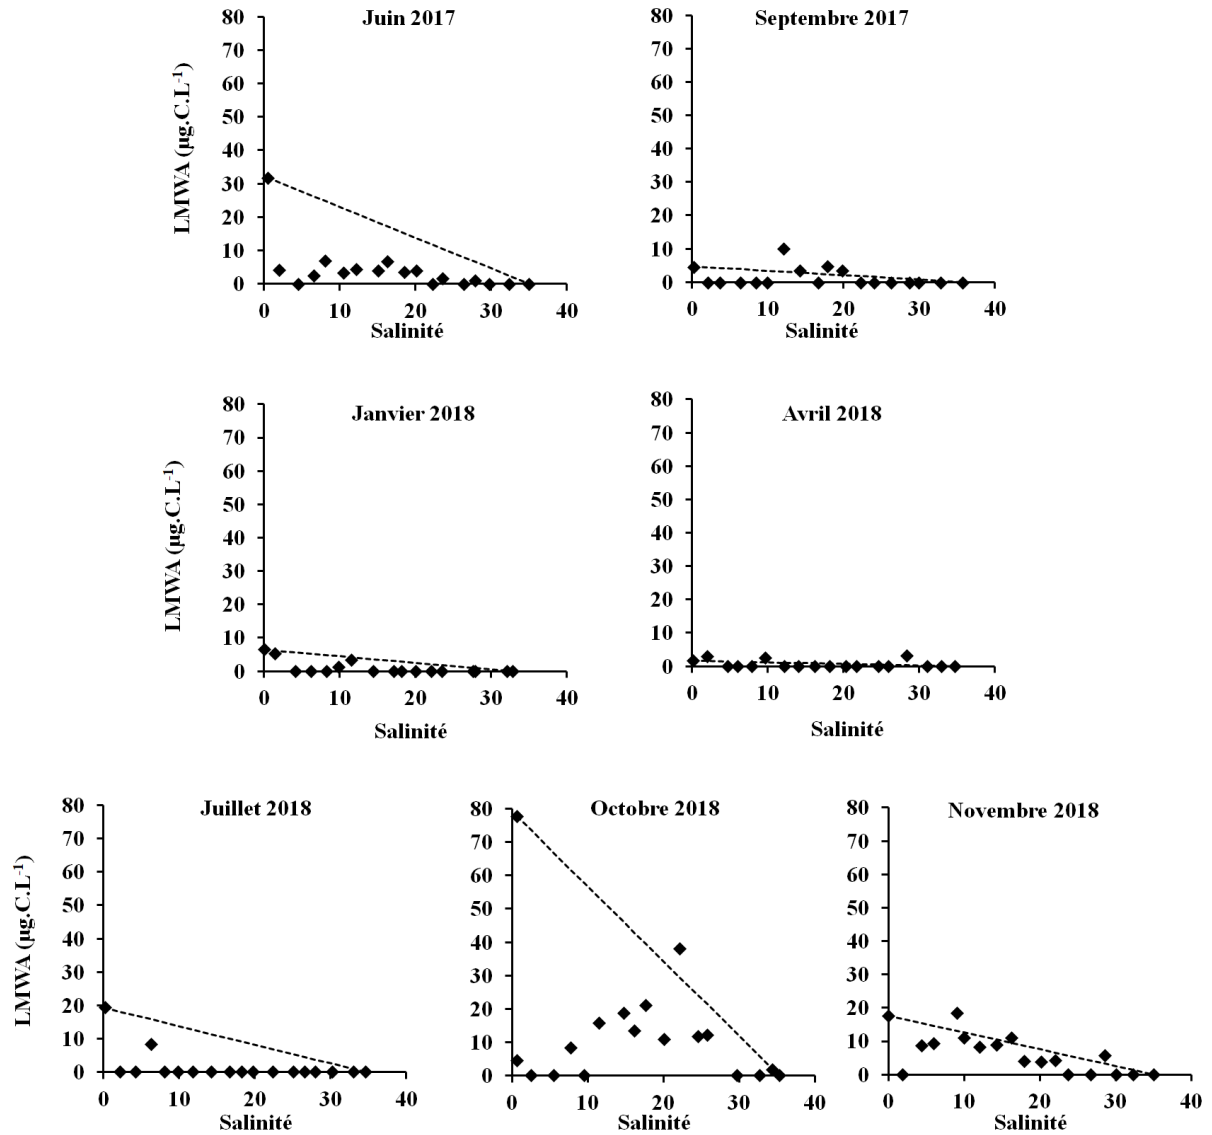 Juin 2017
80
70
60
50
40
30
20
10
0
LMWA (µg.C.L-1)
0 10 20 30 40
Salinité
Septembre 2017
80
70
60
50
40
30
20
10
0
0 10 20 30 40
Salinité
Janvier 2018
80
70
60
50
40
30
20
10
0
LMWA (µg.C.L-1)
0 10 20 30 40
Salinité
Avril 2018
80
70
60
50
40
30
20
10
0
0 10 20 30 40
Salinité
Juillet 2018
80
70
60
50
40
30
20
10
0
LMWA (µg.C.L-1)
0 10 20 30 40
Salinité
Octobre 2018
80
70
60
50
40
30
20
10
0
0 10 20 30 40
Salinité
Novembre 2018
80
70
60
50
40
30
20
10
0
0 10 20 30 40
Salinité